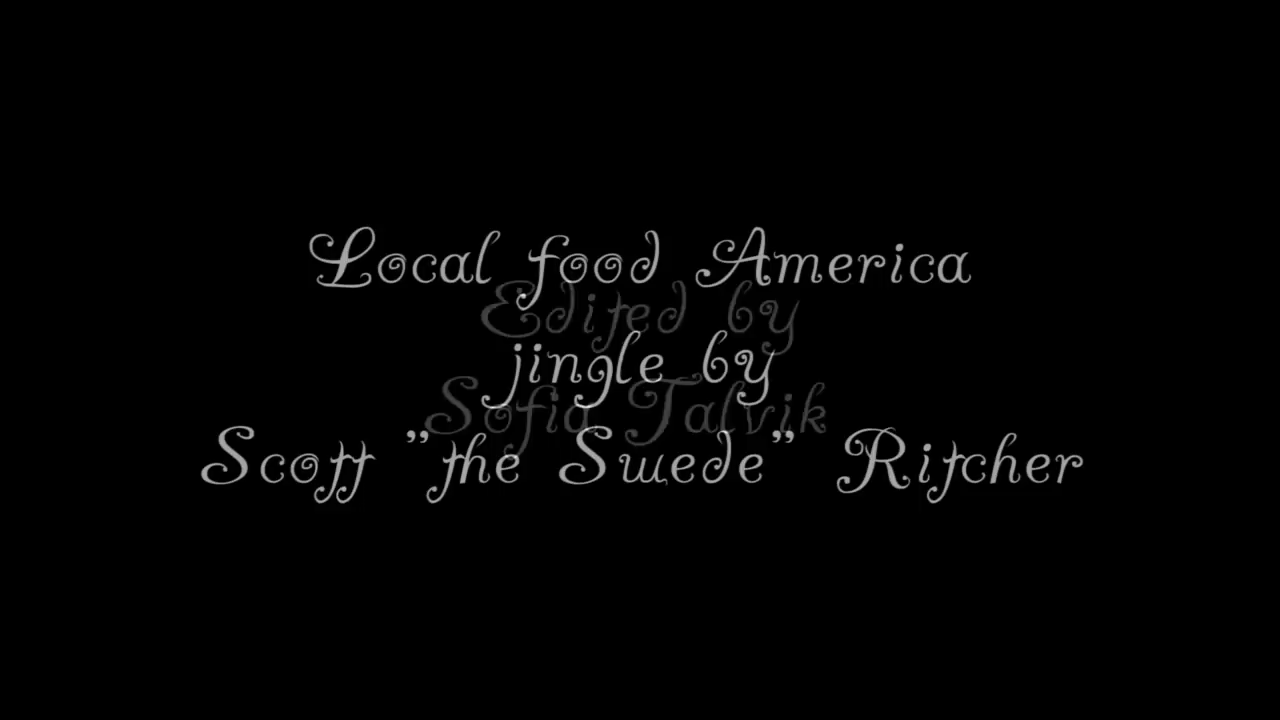 Local food America
Edited by
jingle by
Sofia Talvik
Scott "the Swede" Ritcher